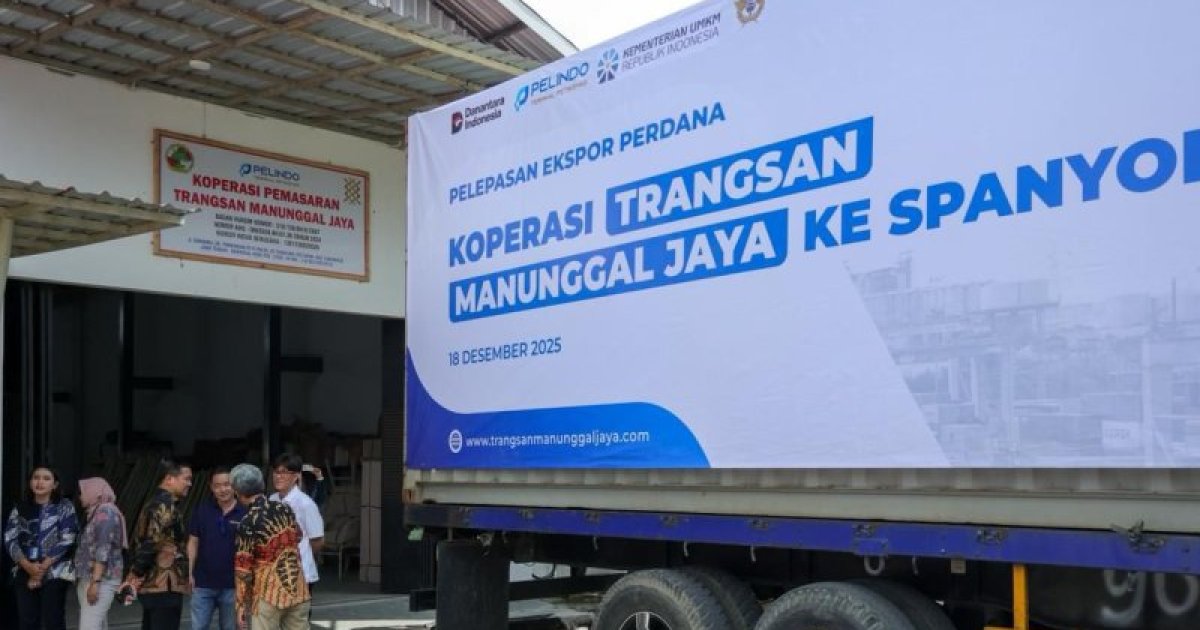 PELINDO
KOPERASI PEMASARAN
TRANGSAN MANUNGGAL JAYA
Danantara
Indonesia
PELINDO
KEMENTERIAN UMKM
REPUBLIK INDONESIA
PELEPASAN EKSPOR PERDANA
KOPERASI TRANGSAN
MANUNGGAL JAYA KE SPANYOL
18 DESEMBER 2025
www.trangsanmanunggaljaya.com
96